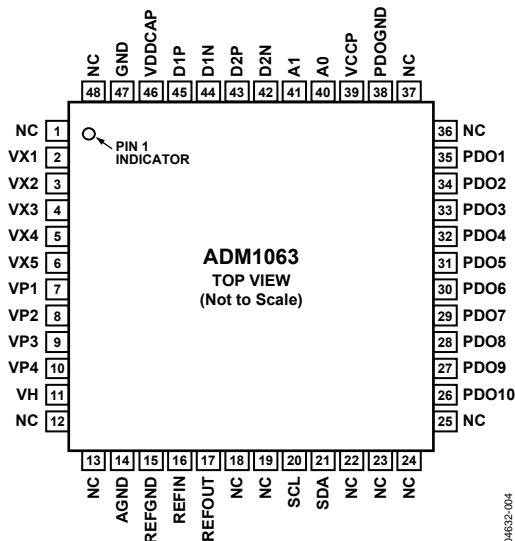 NC
GND
VDDCAP
D1P
D1N
D2P
D2N
A1
A0
VCCP
PDOGND
NC
48
47
46
45
44
43
42
41
40
39
38
37
NC 1
VX1 2
VX2 3
VX3 4
VX4 5
VX5 6
VP1 7
VP2 8
VP3 9
VP4 10
VH 11
NC 12
PIN 1
INDICATOR
ADM1063
TOP VIEW
(Not to Scale)
36 NC
35 PDO1
34 PDO2
33 PDO3
32 PDO4
31 PDO5
30 PDO6
29 PDO7
28 PDO8
27 PDO9
26 PDO10
25 NC
13
14
15
16
17
18
19
20
21
22
23
24
NC
AGND
REFGND
REFIN
REFOUT
NC
NC
SCL
SDA
NC
NC
NC
04632-004